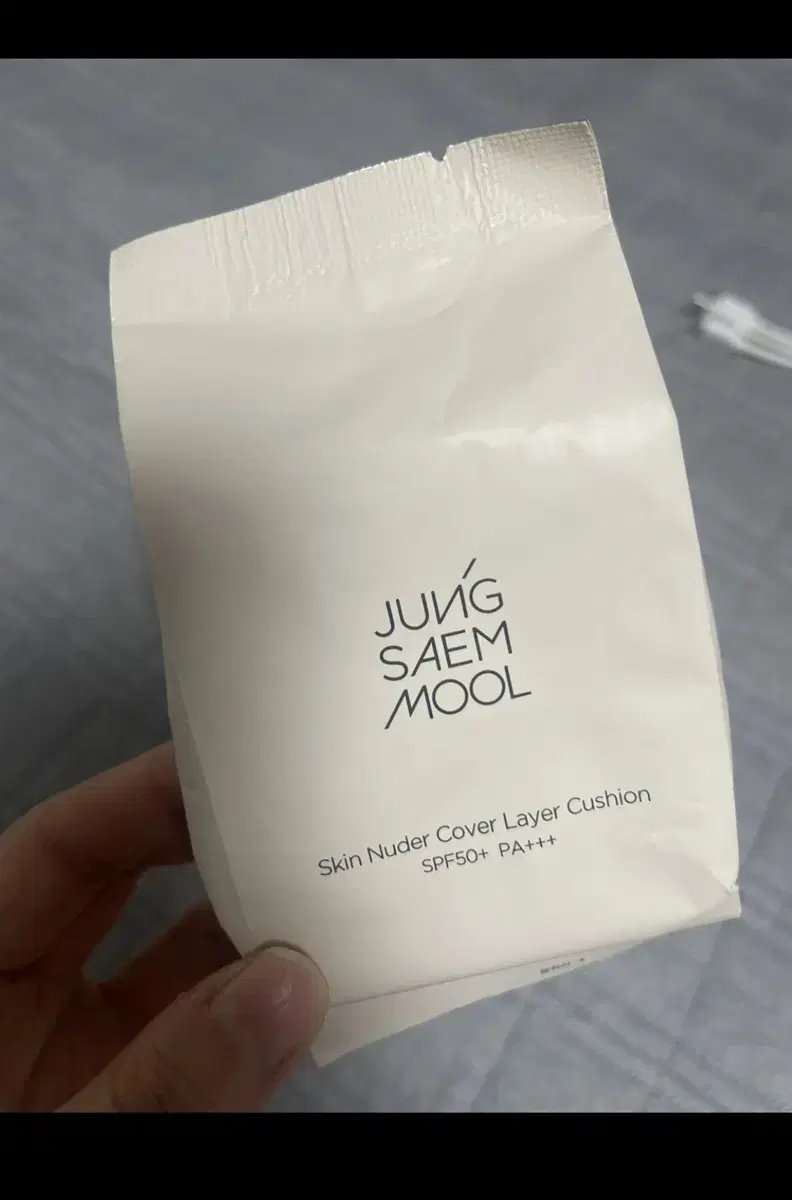 JUNG
SAEM
MOOL
Skin Nuder Cover Layer Cushion
SPF50+ PA+++